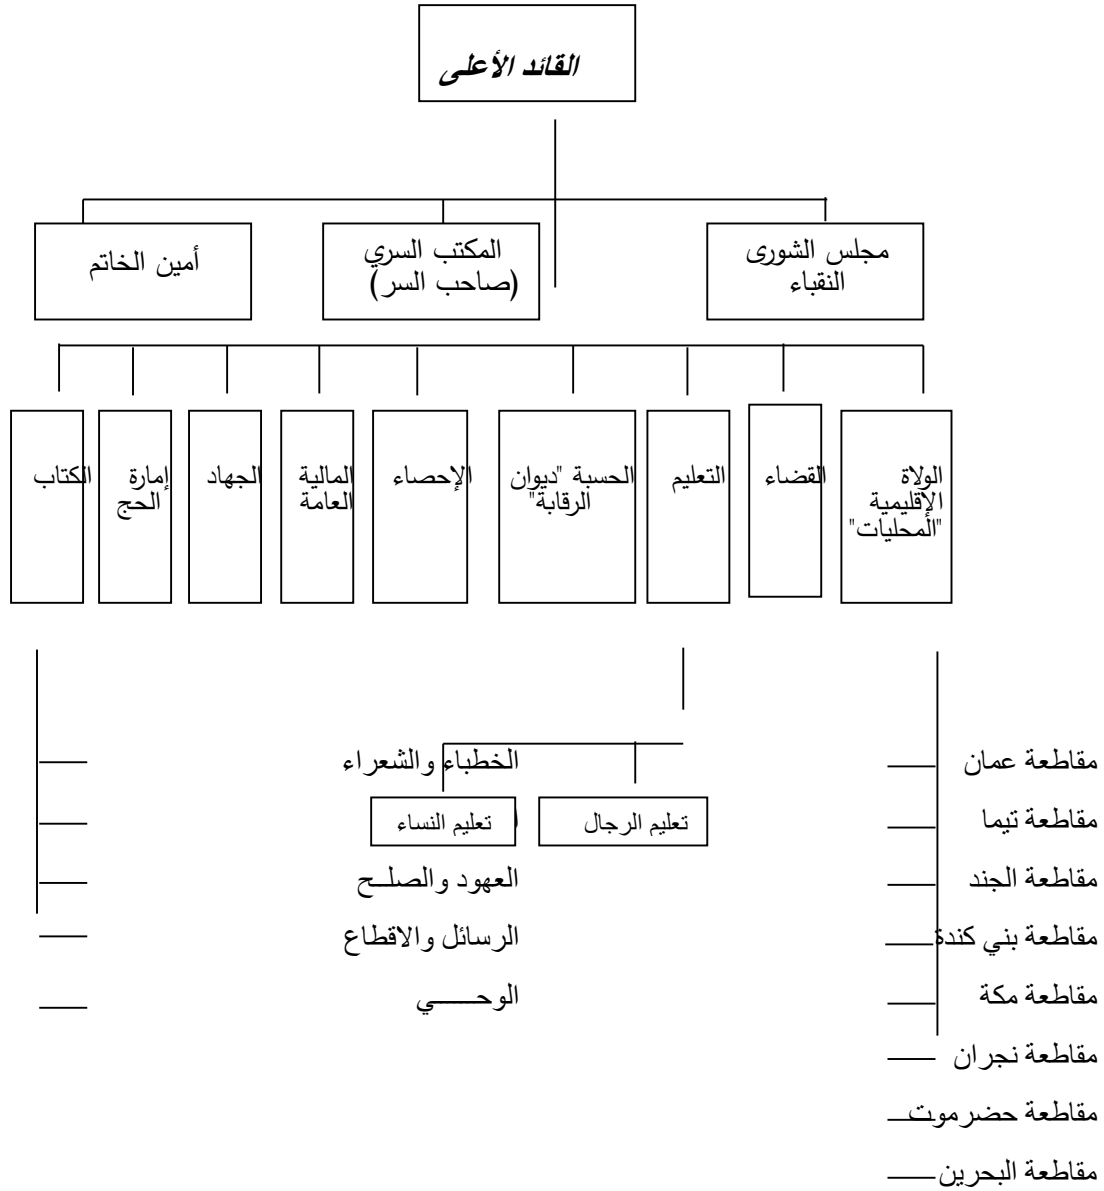 القائد الأعلى
مجلس الشورى
النقباء
المكتب السري
(صاحب السر)
أمين الخاتم
الولاة
الإقليمية
"المحليات"
القضاء
التعليم
الحسبة "ديوان
الرقابة"
الإحصاء
المالية
العامة
الجهاد
إمارة
الحج
الكتاب
مقاطعة عمان
مقاطعة تيما
مقاطعة الجند
مقاطعة بني كندة
مقاطعة مكة
مقاطعة نجران
مقاطعة حضرموت
مقاطعة البحرين
تعليم الرجال
تعليم النساء
الخطباء والشعراء
العهود والصلــح
الرسائل والاقطاع
الوحـــــي